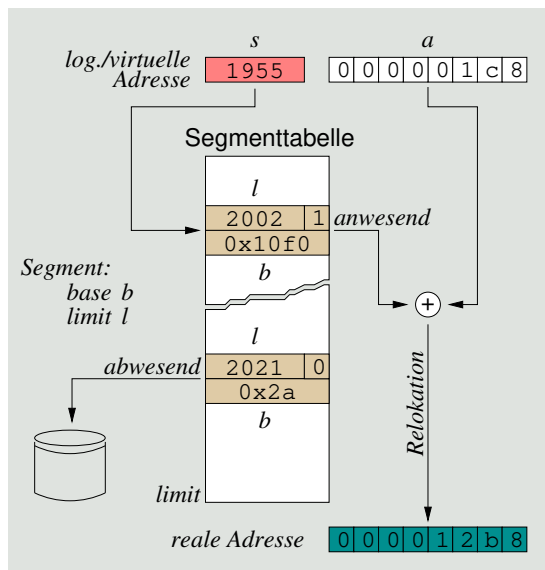 s a
log./virtuelle
Adresse
1955
0 0 0 0 0 1 c 8
Segmenttabelle
l
2002 1 anwesend
0x10f0
b
Segment:
base b
limit l
+
l
abwesend 2021 0
0x2a
b
Relokation
limit
reale Adresse 0 0 0 0 1 2 b 8